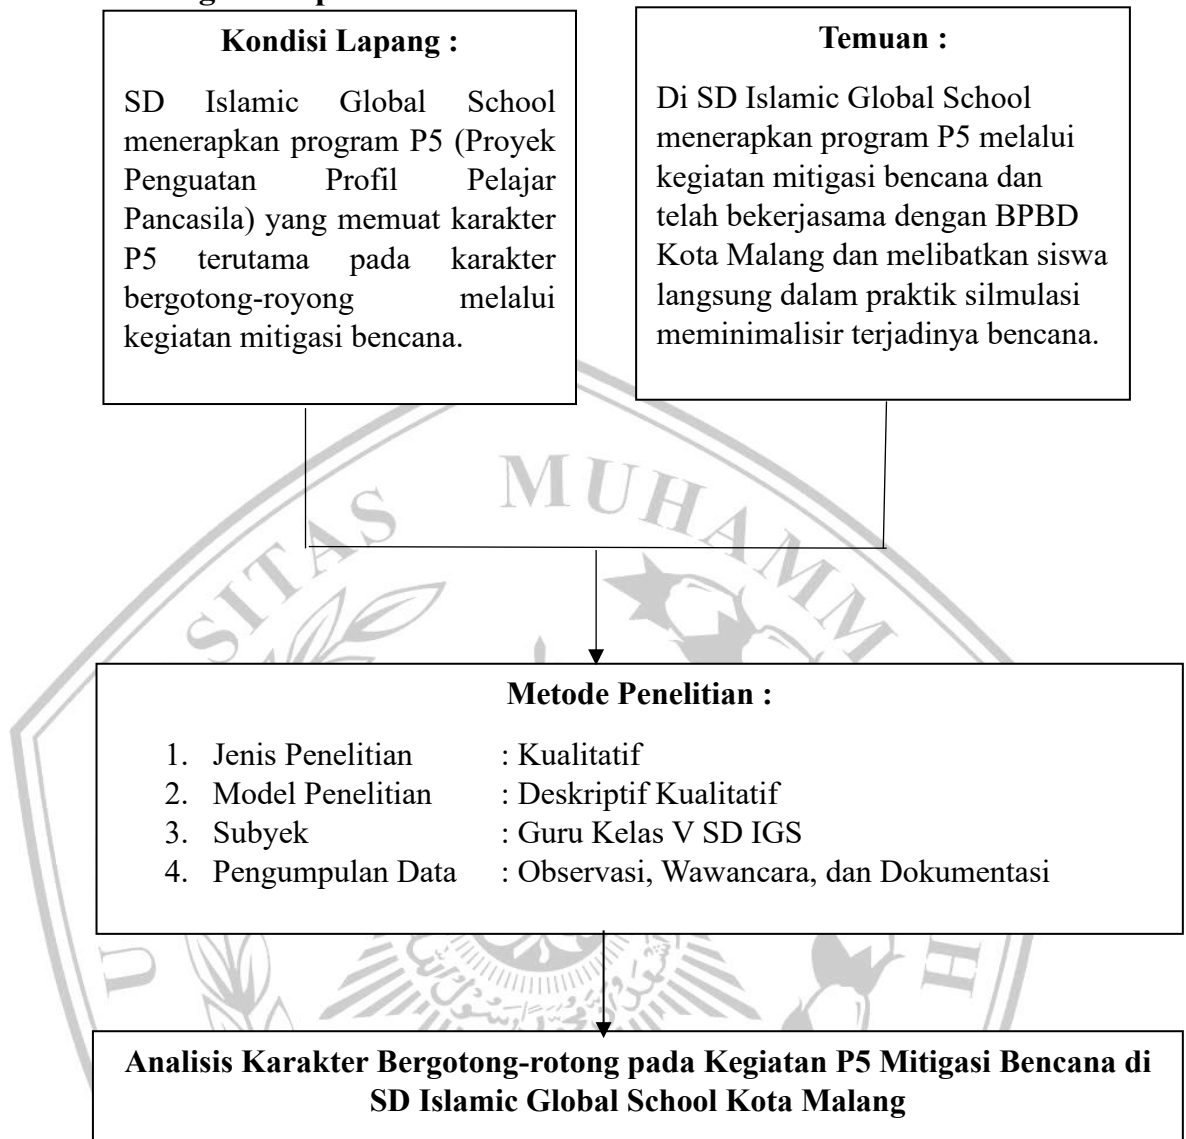 Kondisi Lapang :
SD Islamic Global School
menerapkan program P5 (Proyek
Penguatan Profil Pelajar
Pancasila) yang memuat karakter
P5 terutama pada karakter
bergotong-royong melalui
kegiatan mitigasi bencana.
Temuan :
Di SD Islamic Global School
menerapkan program P5 melalui
kegiatan mitigasi bencana dan
telah bekerjasama dengan BPBD
Kota Malang dan melibatkan siswa
langsung dalam praktik silmulasi
meminimalisir terjadinya bencana.
SITAS MUHAMM
Metode Penelitian :
1. Jenis Penelitian : Kualitatif
2. Model Penelitian : Deskriptif Kualitatif
3. Subyek : Guru Kelas V SD IGS
4. Pengumpulan Data : Observasi, Wawancara, dan Dokumentasi
U H
Analisis Karakter Bergotong-rotong pada Kegiatan P5 Mitigasi Bencana di
SD Islamic Global School Kota Malang